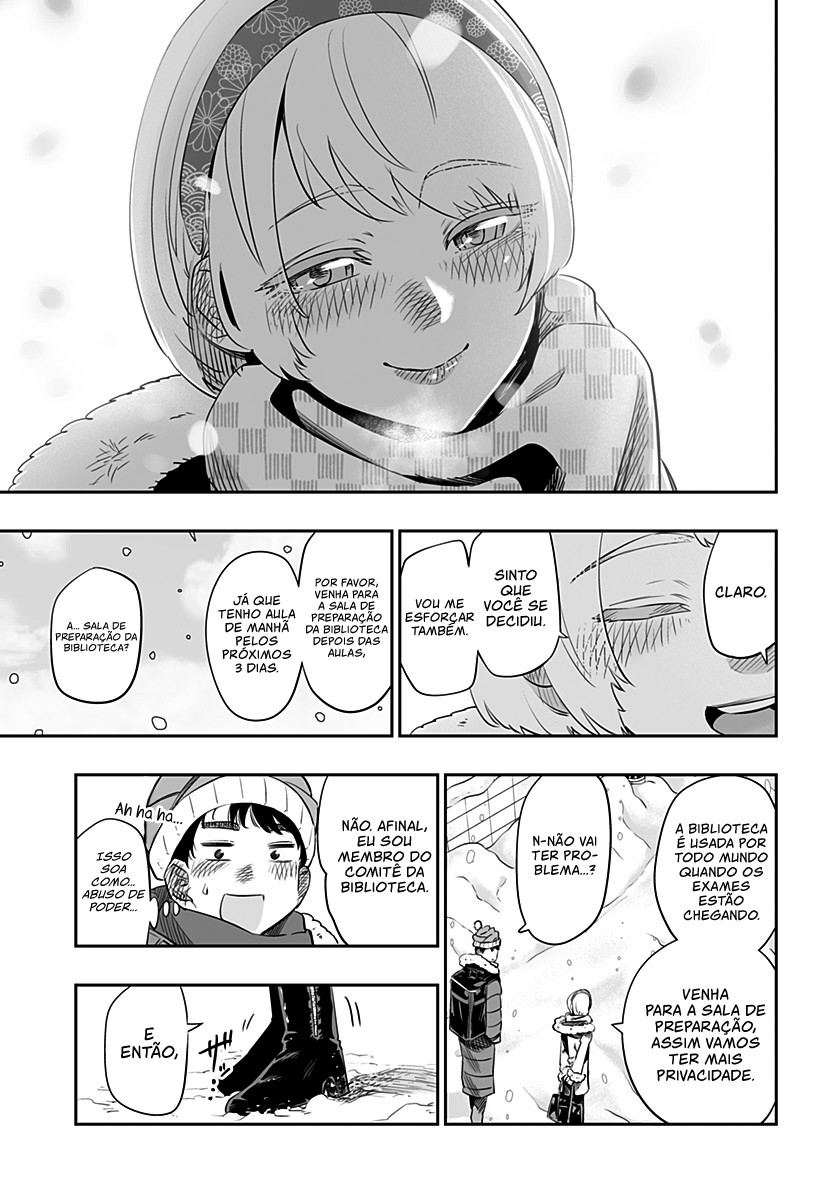 CLARO.
SINTO
QUE
VOCÊ SE
DECIDIU.
VOU ME
ESFORÇAR
TAMBÉM.
POR FAVOR,
VENHA PARA
A SALA DE
PREPARAÇÃO
DA BIBLIOTECA
DEPOIS DAS
AULAS,
JÁ QUE
TENHO AULA
DE MANHÃ
PELOS
PRÓXIMOS
3 DIAS.
A... SALA DE
PREPARAÇÃO DA
BIBLIOTECA?
A BIBLIOTECA
É USADA POR
TODO MUNDO
QUANDO OS
EXAMES
ESTÃO
CHEGANDO.
VENHA
PARA A SALA DE
PREPARAÇÃO,
ASSIM VAMOS
TER MAIS
PRIVACIDADE.
N-NÃO VAI
TER PRO-
BLEMA...?
NÃO. AFINAL,
EU SOU
MEMBRO DO
COMITÊ DA
BIBLIOTECA.
Ah ha ha...
ISSO
SOA
COMO...
ABUSO DE
PODER...
E
ENTÃO,